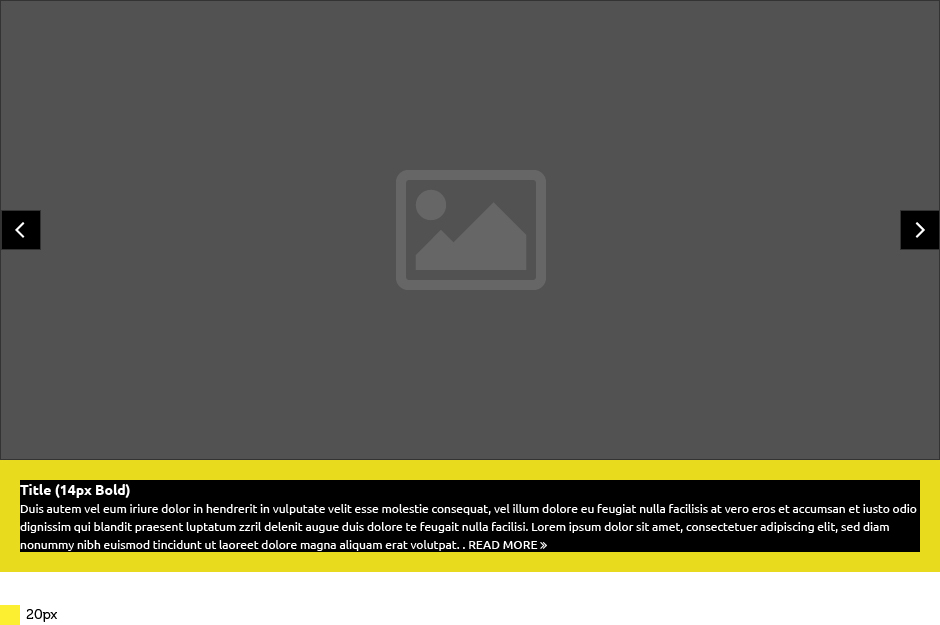 Title (14px Bold)
Duis autem vel eum iriure dolor in hendrerit in vulputate velit esse molestie consequat, vel illum dolore eu feugiat nulla facilisis at vero eros et accumsan et iusto odio
dignissim qui blandit praesent luptatum zzril delenit augue duis dolore te feugait nulla facilisi. Lorem ipsum dolor sit amet, consectetuer adipiscing elit, sed diam
nonummy nibh euismod tincidunt ut laoreet dolore magna aliquam erat volutpat. . READ MORE »
20px